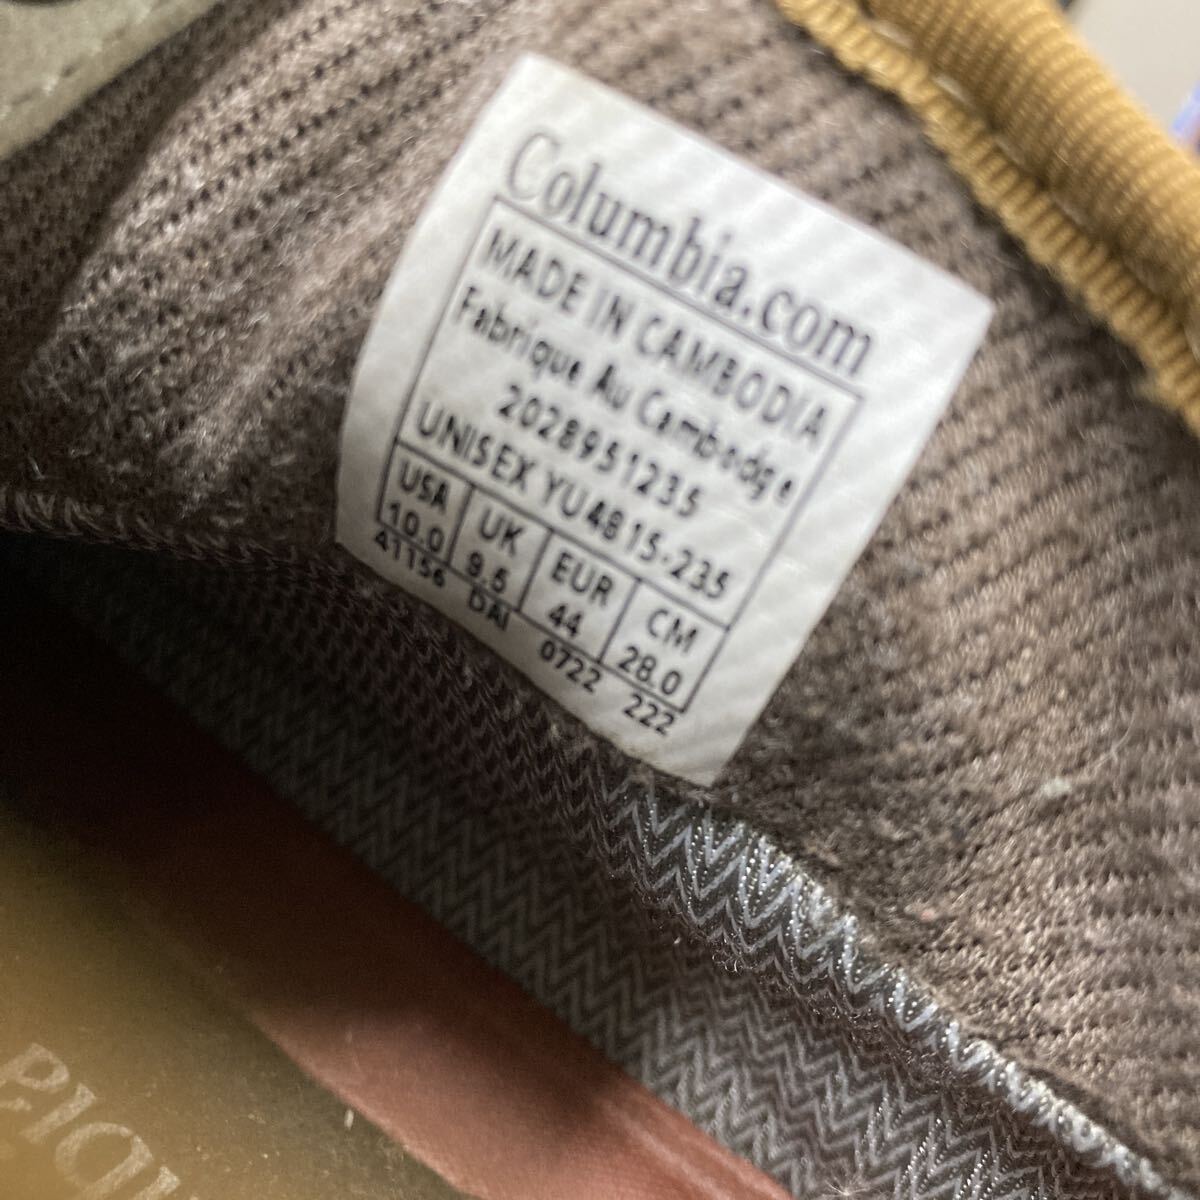 Columbia.com
MADE IN CAMBODIA
Fabrique Au Cambodge
2028951235
UNISEX YU4815-235
USA UK EUR CM
10.0 9.5 44 28.0
41156 DAI 0722 222